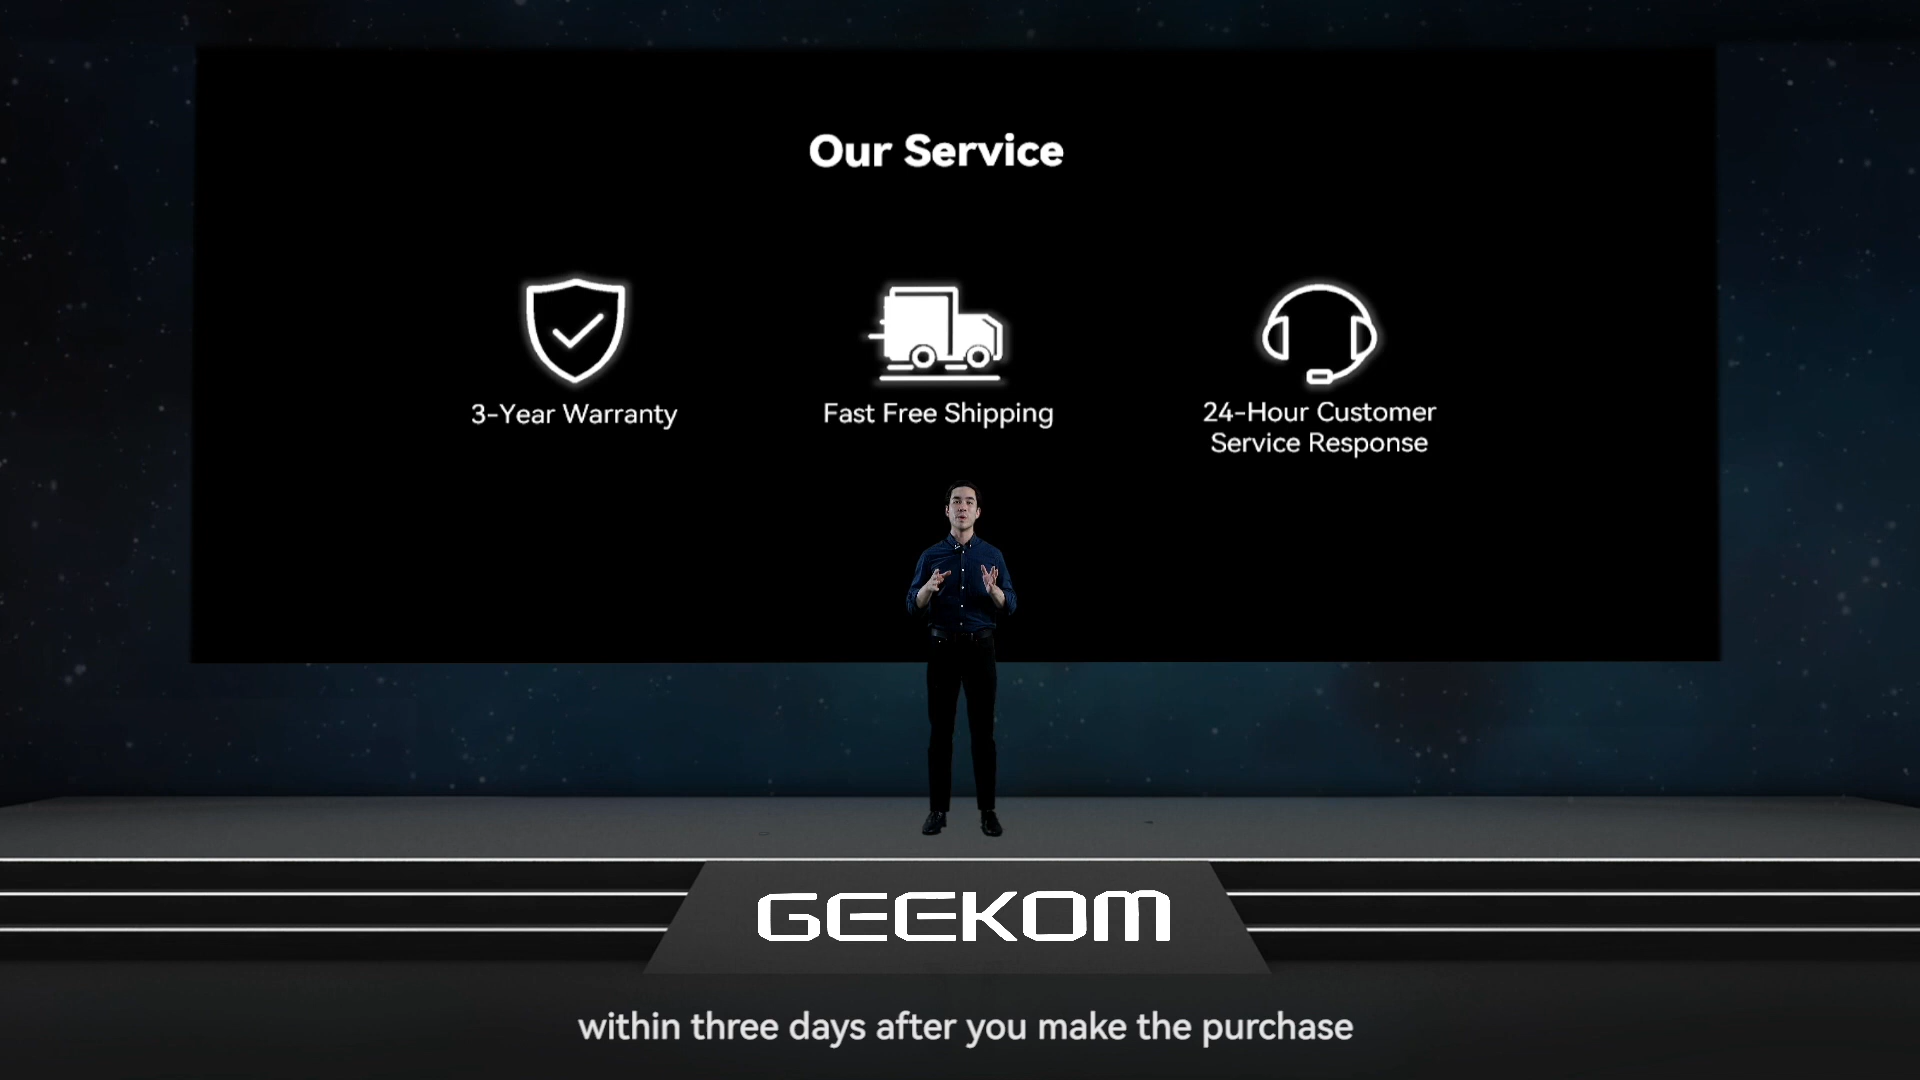 Our Service
3-Year Warranty
Fast Free Shipping
24-Hour Customer
Service Response
GEEKOM
within three days after you make the purchase